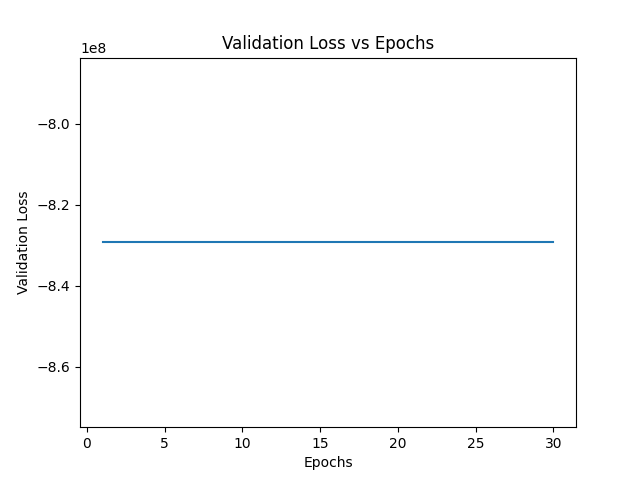 Validation Loss vs Epochs
1e8
−8.0
−8.2
−8.4
−8.6
Validation Loss
0 5 10 15 20 25 30
Epochs